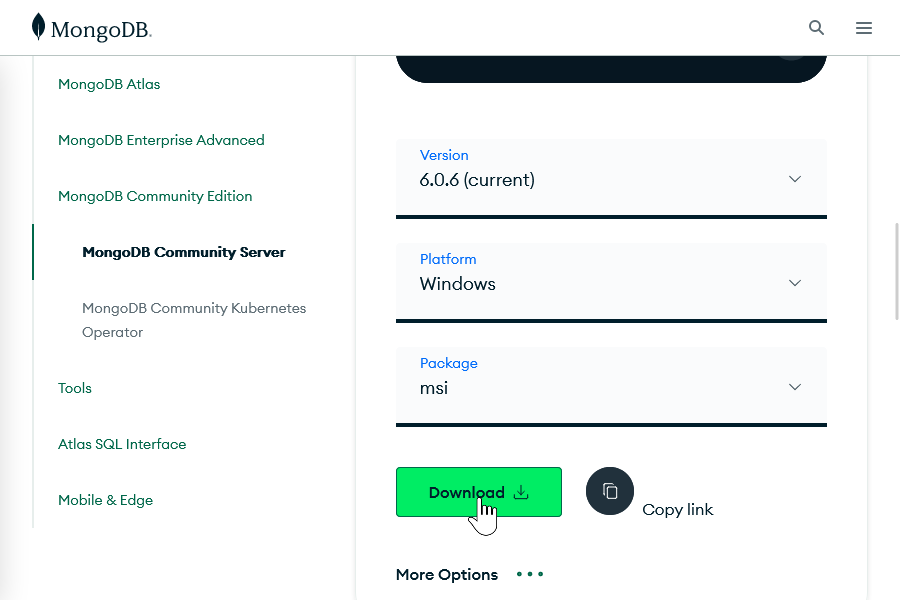 MongoDB.
MongoDB Atlas
MongoDB Enterprise Advanced
MongoDB Community Edition
MongoDB Community Server
MongoDB Community Kubernetes
Operator
Tools
Atlas SQL Interface
Mobile & Edge
Version
6.0.6 (current)
Platform
Windows
Package
msi
Download
Copy link
More Options